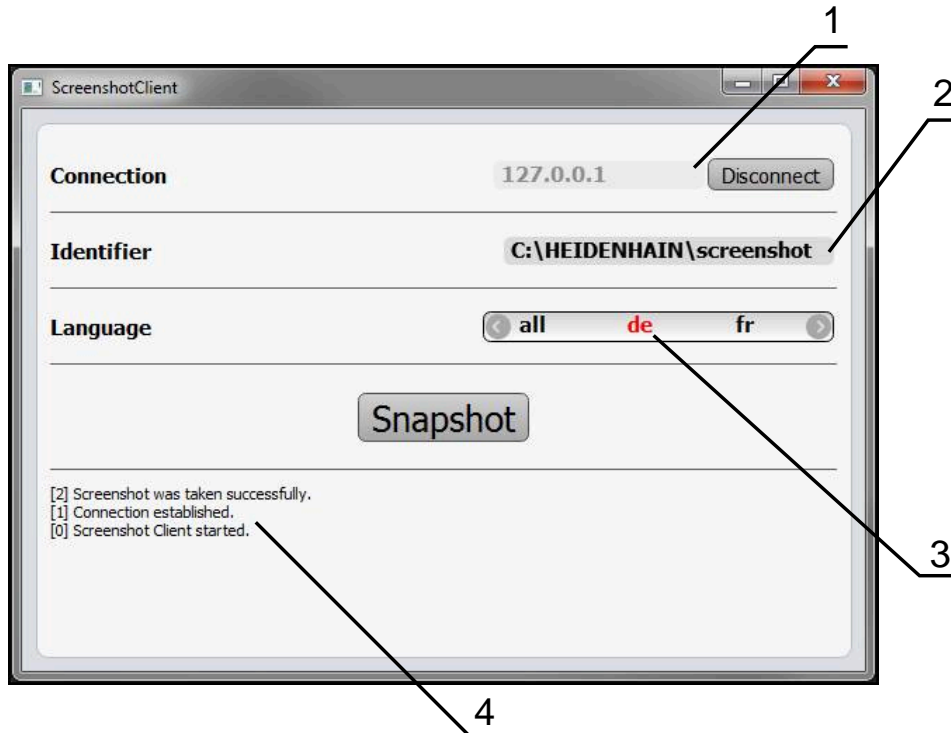 1
ScreenshotClient
2
Connection 127.0.0.1 Disconnect
Identifier C:\HEIDENHAIN\screenshot
Language all de fr
Snapshot
[2] Screenshot was taken successfully.
[1] Connection established.
[0] Screenshot Client started.
3
4